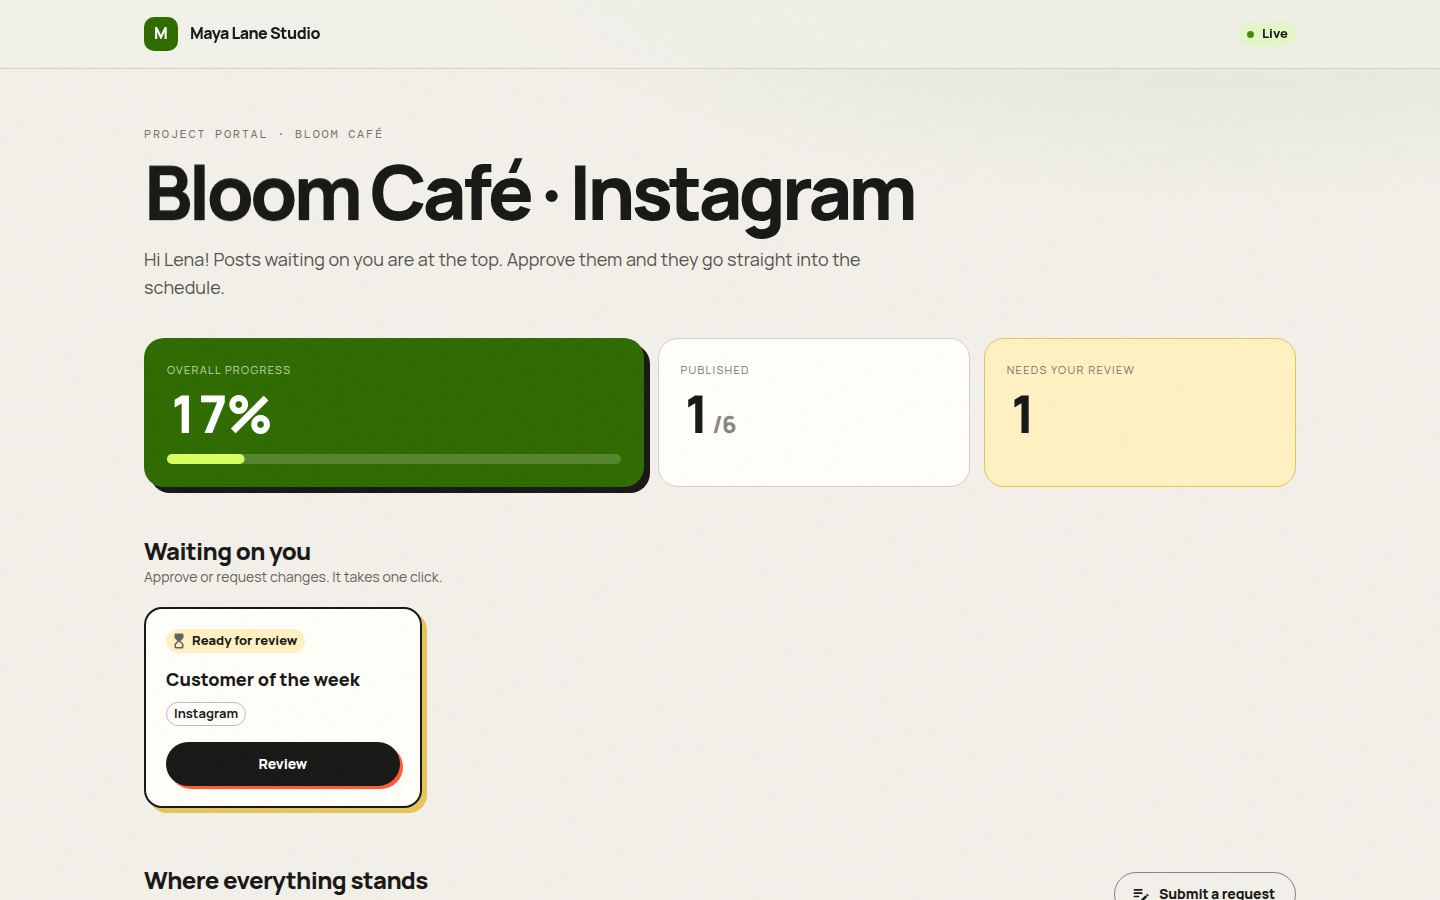 M
Maya Lane Studio
Live
PROJECT PORTAL · BLOOM CAFÉ
Bloom Café · Instagram
Hi Lena! Posts waiting on you are at the top. Approve them and they go straight into the
schedule.
OVERALL PROGRESS
17%
PUBLISHED
1 /6
NEEDS YOUR REVIEW
1
Waiting on you
Approve or request changes. It takes one click.
Ready for review
Customer of the week
Instagram
Review
Where everything stands
Submit a request